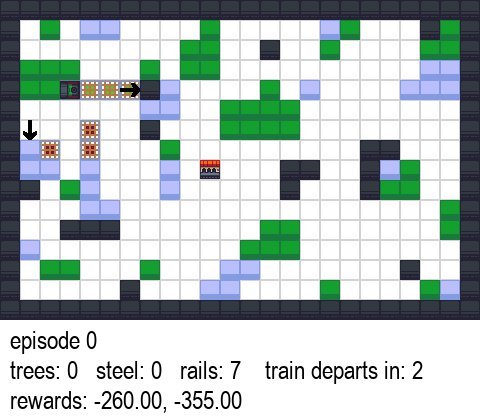 episode 0
trees: 0 steel: 0 rails: 7 train departs in: 2
rewards: -260.00, -355.00